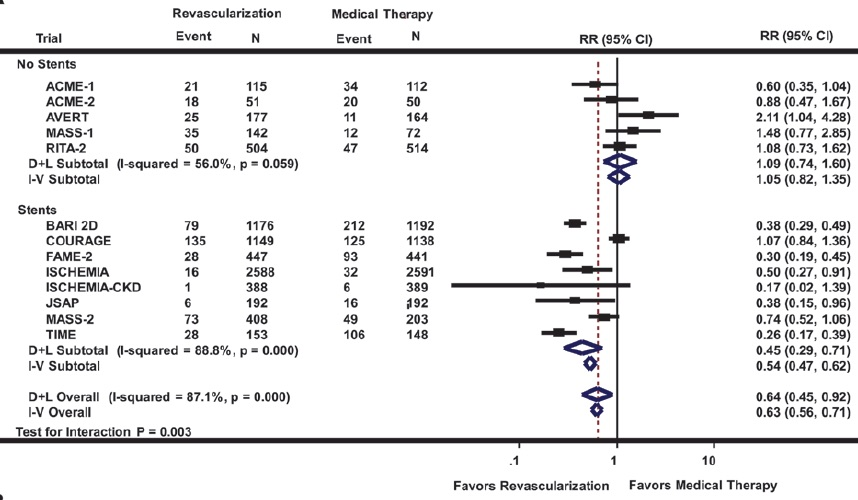 Revascularization Medical Therapy
Trial Event N Event N RR (95% CI) RR (95% CI)
No Stents
ACME-1 21 115 34 112 0.60 (0.35, 1.04)
ACME-2 18 51 20 50 0.88 (0.47, 1.67)
AVERT 25 177 11 164 2.11 (1.04, 4.28)
MASS-1 35 142 12 72 1.48 (0.77, 2.85)
RITA-2 50 504 47 514 1.08 (0.73, 1.62)
D+L Subtotal (I-squared = 56.0%, p = 0.059) 1.09 (0.74, 1.60)
I-V Subtotal 1.05 (0.82, 1.35)
Stents
BARI 2D 79 1176 212 1192 0.38 (0.29, 0.49)
COURAGE 135 1149 125 1138 1.07 (0.84, 1.36)
FAME-2 28 447 93 441 0.30 (0.19, 0.45)
ISCHEMIA 16 2588 32 2591 0.50 (0.27, 0.91)
ISCHEMIA-CKD 1 388 6 389 0.17 (0.02, 1.39)
JSAP 6 192 16 192 0.38 (0.15, 0.96)
MASS-2 73 408 49 203 0.74 (0.52, 1.06)
TIME 28 153 106 148 0.26 (0.17, 0.39)
D+L Subtotal (I-squared = 88.8%, p = 0.000) 0.45 (0.29, 0.71)
I-V Subtotal 0.54 (0.47, 0.62)
D+L Overall (I-squared = 87.1%, p = 0.000) 0.64 (0.45, 0.92)
I-V Overall 0.63 (0.56, 0.71)
Test for Interaction P = 0.003
.1 1 10
Favors Revascularization Favors Medical Therapy